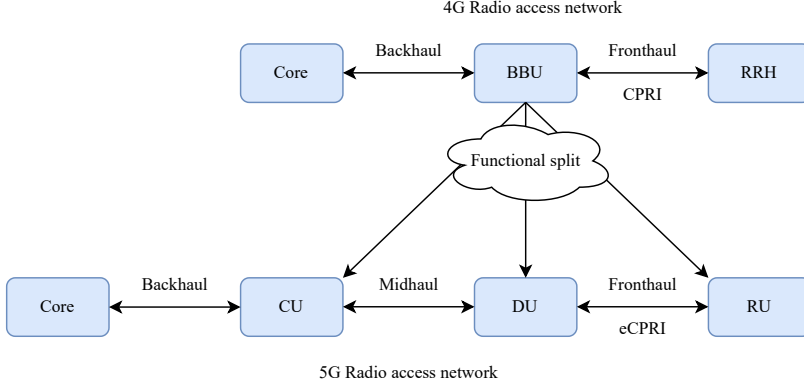 4G Radio access network
Backhaul
Fronthaul
Core
BBU
RRH
CPRI
Functional split
Backhaul
Midhaul
Fronthaul
Core
CU
DU
RU
eCPRI
5G Radio access network